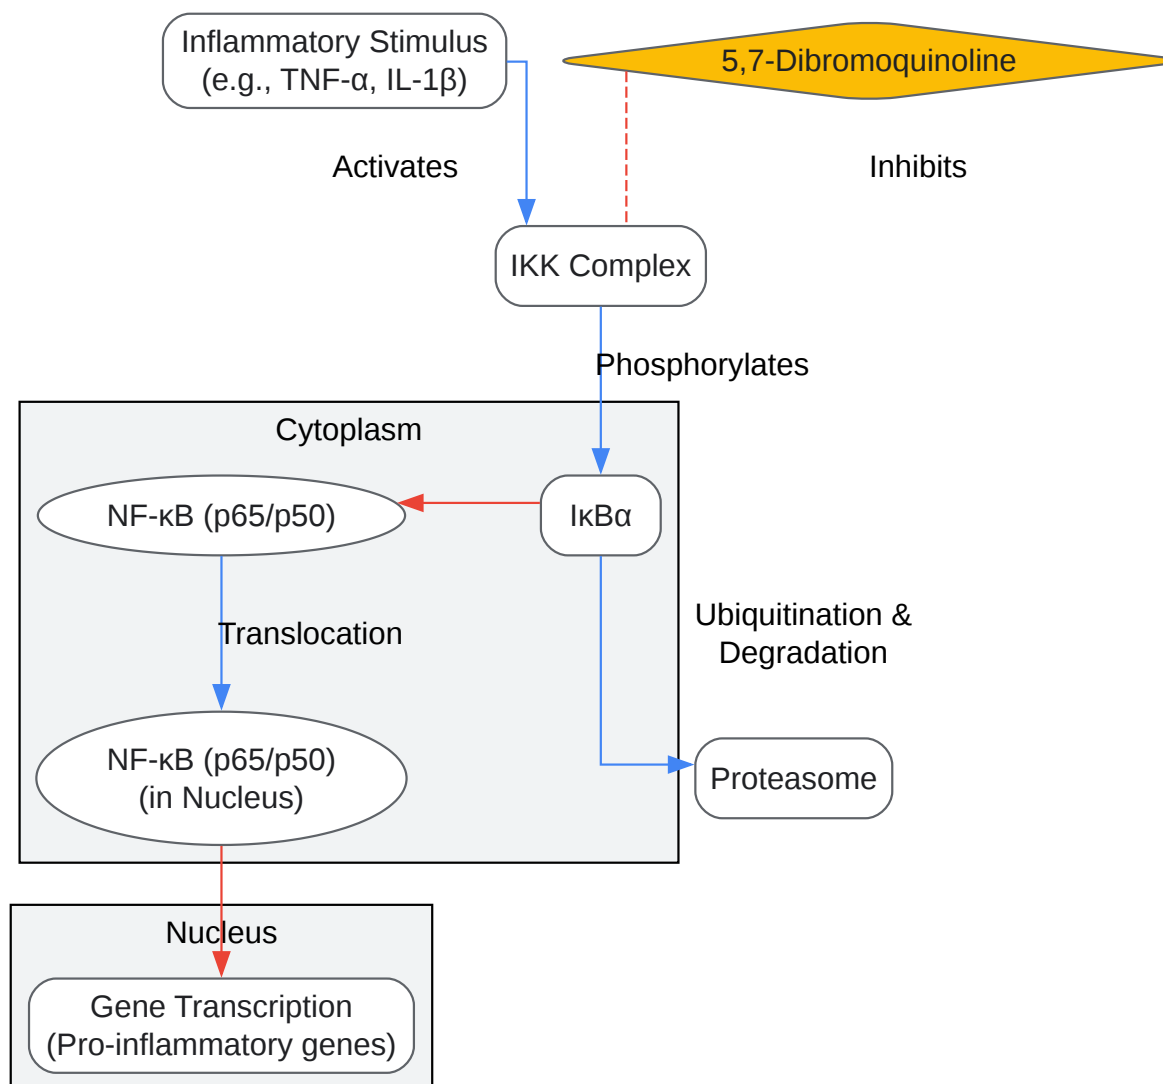 Inflammatory Stimulus
(e.g., TNF-α, IL-1β)
5,7-Dibromoquinoline
Activates
Inhibits
IKK Complex
Phosphorylates
Cytoplasm
NF-κB (p65/p50)
IκBα
Translocation
Ubiquitination &
Degradation
NF-κB (p65/p50)
(in Nucleus)
Proteasome
Nucleus
Gene Transcription
(Pro-inflammatory genes)